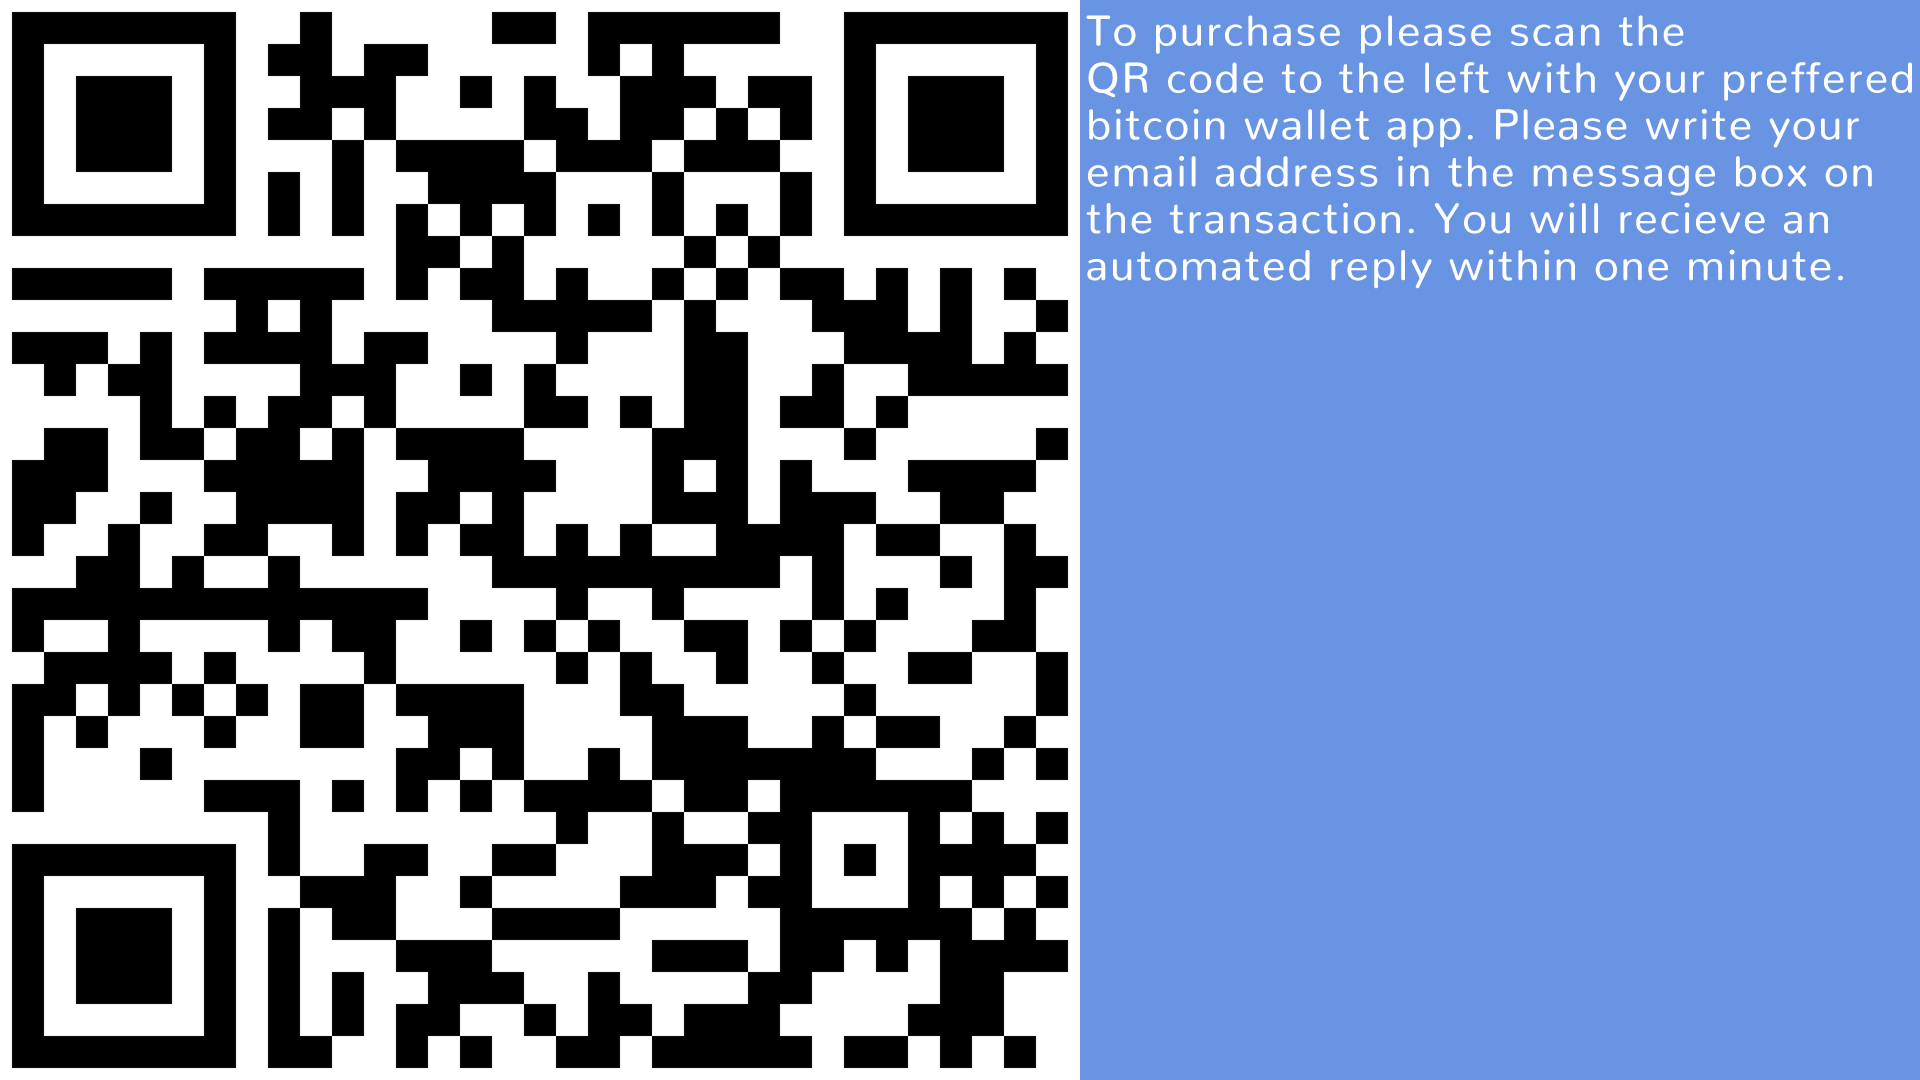 To purchase please scan the
QR code to the left with your preffered
bitcoin wallet app. Please write your
email address in the message box on
the transaction. You will recieve an
automated reply within one minute.